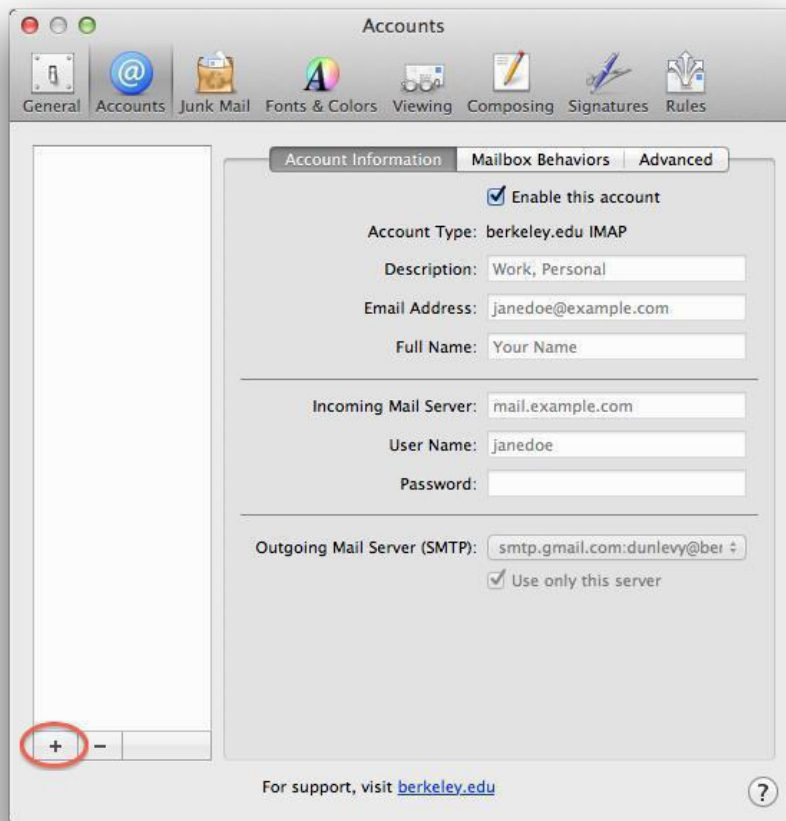 Accounts
General Accounts Junk Mail Fonts & Colors Viewing Composing Signatures Rules
Account Information Mailbox Behaviors Advanced
Enable this account
Account Type: berkeley.edu IMAP
Description: Work, Personal
Email Address: janedoe@example.com
Full Name: Your Name
Incoming Mail Server: mail.example.com
User Name: janedoe
Password:
Outgoing Mail Server (SMTP): smtp.gmail.com:dunlevy@ber
Use only this server
+ −
For support, visit berkeley.edu ?